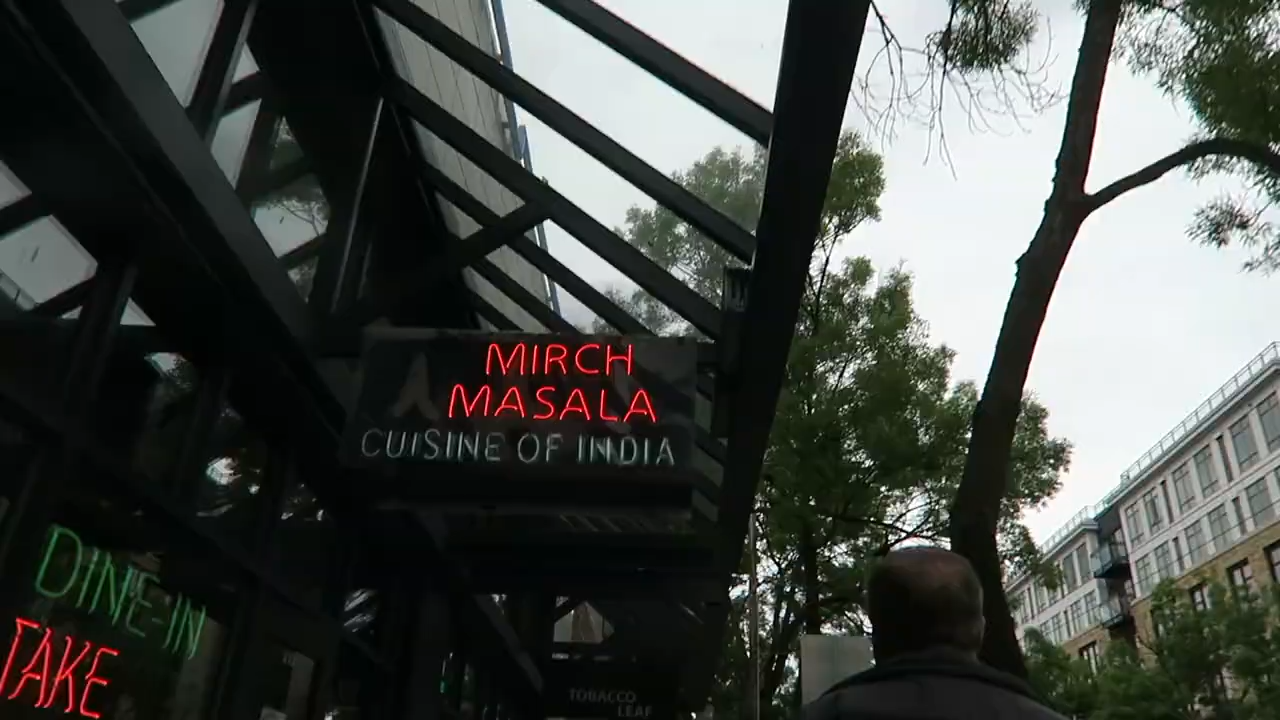 MIRCH
MASALA
CUISINE OF INDIA
DINE-IN
TAKE
TOBACCO
LEAF